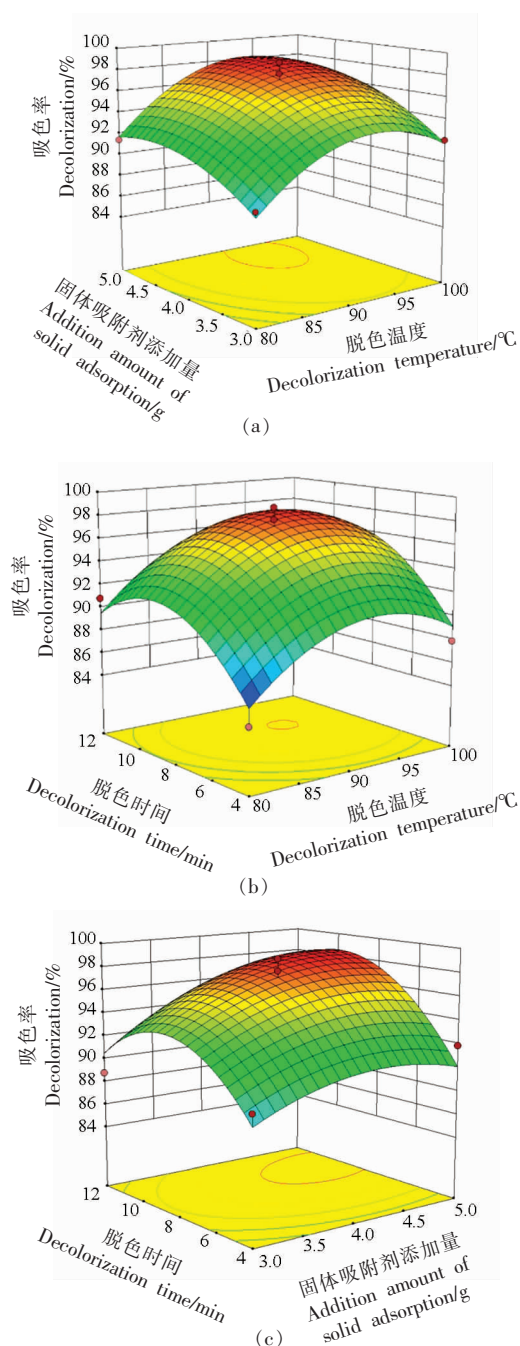 100
98
96
94
92
90
88
86
84
吸色率
Decolorization/%
5.0
4.5
4.0
3.5
3.0
固体吸附剂添加量
Addition amount of
solid adsorption/g
80
85
90
95
100
脱色温度
Decolorization temperature/℃
(a)
100
98
96
94
92
90
88
86
84
吸色率
Decolorization/%
12
10
8
6
4
脱色时间
Decolorization time/min
80
85
90
95
100
脱色温度
Decolorization temperature/℃
(b)
100
98
96
94
92
90
88
86
84
吸色率
Decolorization/%
12
10
8
6
4
脱色时间
Decolorization time/min
3.0
3.5
4.0
4.5
5.0
固体吸附剂添加量
Addition amount of
solid adsorption/g
(c)